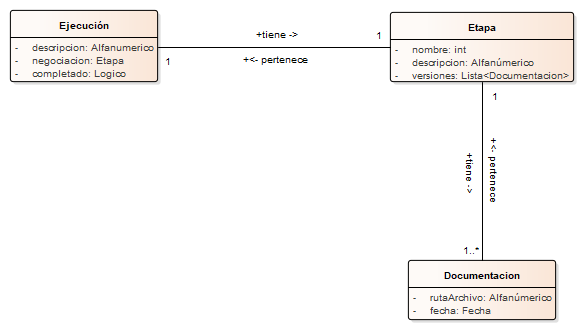 Ejecución
- descripcion: Alfanumerico
- negociacion: Etapa
- completado: Logico
+tiene ->
1
1
+<- pertenece
Etapa
- nombre: int
- descripcion: Alfanúmerico
- versiones: Lista<Documentacion>
1
+tiene ->
+<- pertenece
1..*
Documentacion
- rutaArchivo: Alfanúmerico
- fecha: Fecha